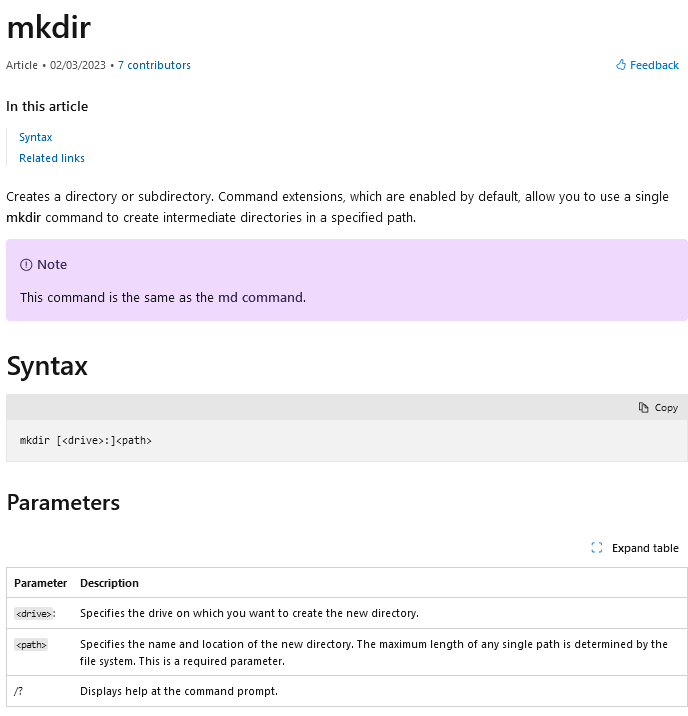 mkdir
Article • 02/03/2023 • 7 contributors
Feedback
In this article
Syntax
Related links
Creates a directory or subdirectory. Command extensions, which are enabled by default, allow you to use a single
mkdir command to create intermediate directories in a specified path.
Note
This command is the same as the md command.
Syntax
Copy
mkdir [<drive>:]<path>
Parameters
Expand table
Parameter Description
<drive>: Specifies the drive on which you want to create the new directory.
<path> Specifies the name and location of the new directory. The maximum length of any single path is determined by the
file system. This is a required parameter.
/? Displays help at the command prompt.